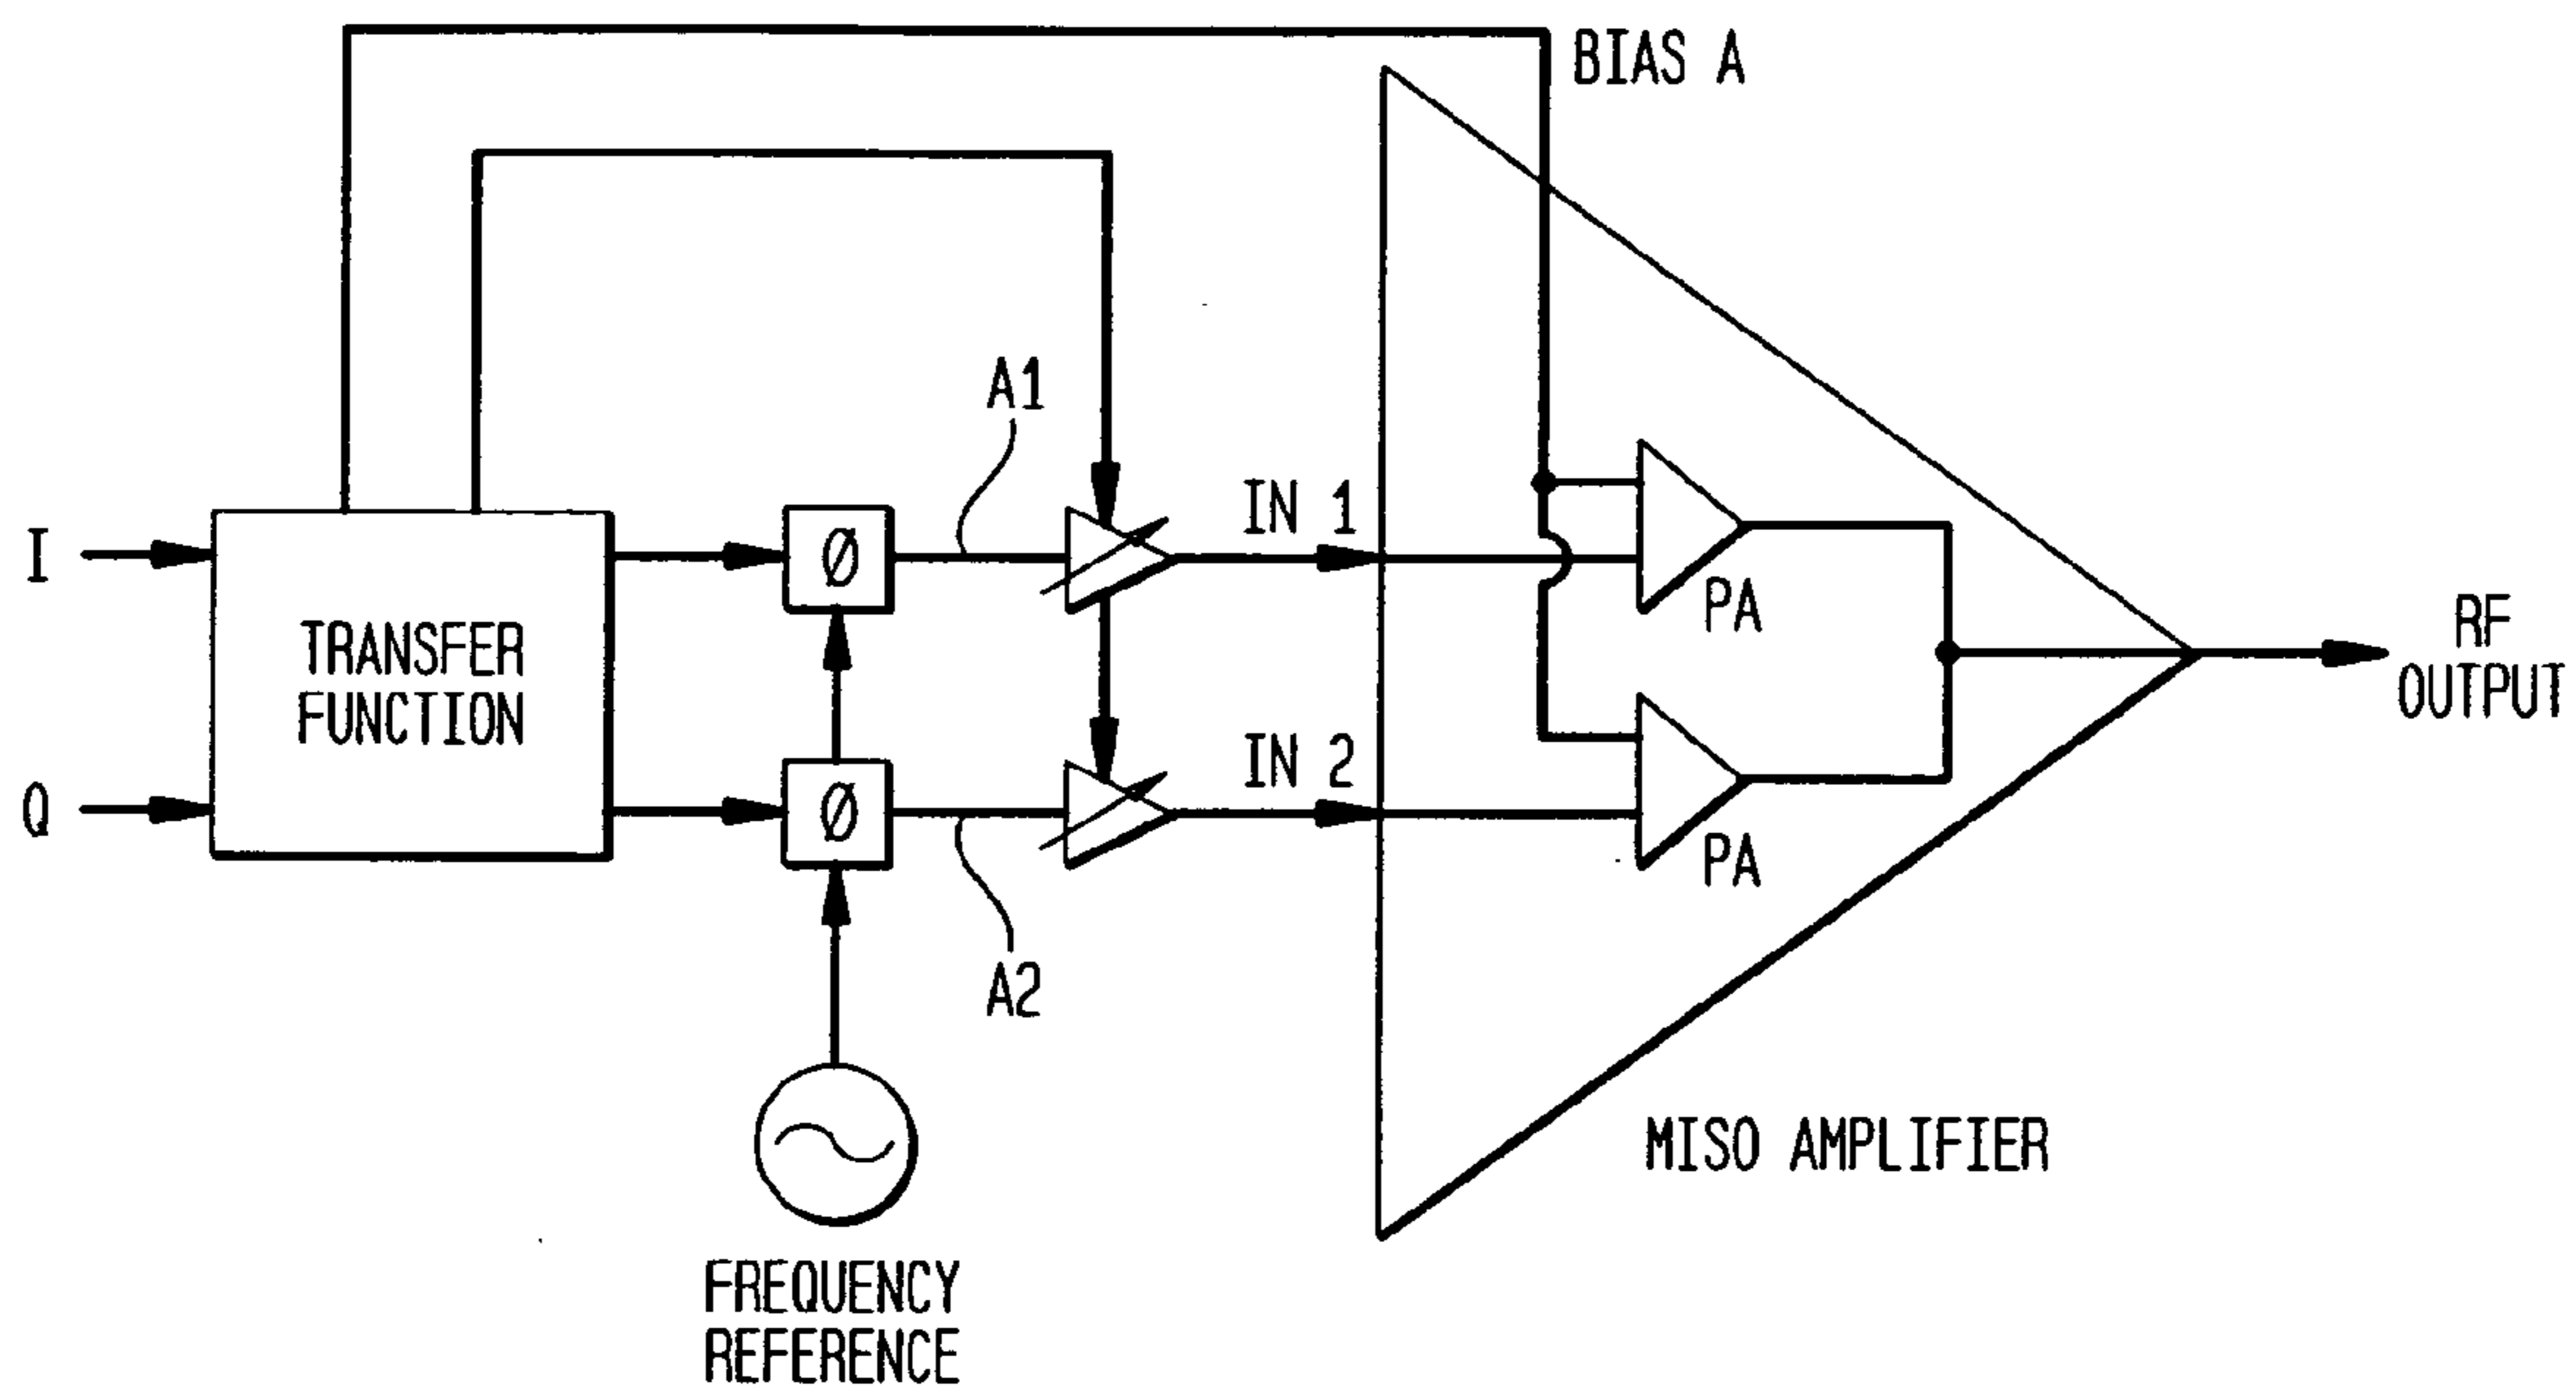 BIAS A
A1
I
IN 1
Ø
PA
TRANSFER
FUNCTION
RF
OUTPUT
Q
IN 2
Ø
PA
A2
MISO AMPLIFIER
FREQUENCY
REFERENCE